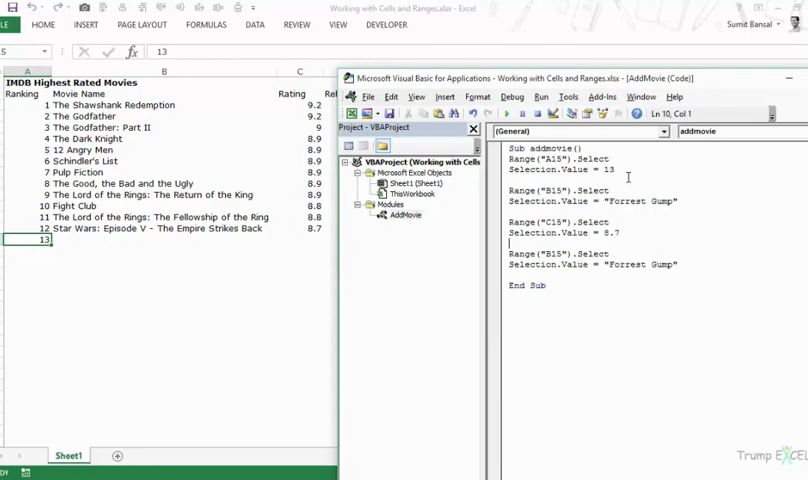 Working with Cells and Ranges.xlsx - Excel
Sumit Bansal
HOME INSERT PAGE LAYOUT FORMULAS DATA REVIEW VIEW DEVELOPER
13
A B C
IMDB Highest Rated Movies
Ranking Movie Name Rating
1 The Shawshank Redemption 9.2
2 The Godfather 9.2
3 The Godfather: Part II 9
4 The Dark Knight 8.9
5 12 Angry Men 8.9
6 Schindler's List 8.9
7 Pulp Fiction 8.9
8 The Good, the Bad and the Ugly 8.9
9 The Lord of the Rings: The Return of the King 8.9
10 Fight Club 8.8
11 The Lord of the Rings: The Fellowship of the Ring 8.8
12 Star Wars: Episode V - The Empire Strikes Back 8.7
13
Sheet1
Microsoft Visual Basic for Applications - Working with Cells and Ranges.xlsx - [AddMovie (Code)]
File Edit View Insert Format Debug Run Tools Add-Ins Window Help
Ln 10, Col 1
Project - VBAProject
VBAProject (Working with Cells
Microsoft Excel Objects
Sheet1 (Sheet1)
ThisWorkbook
Modules
AddMovie
(General) addmovie
Sub addmovie()
Range("A15").Select
Selection.Value = 13
Range("B15").Select
Selection.Value = "Forrest Gump"
Range("C15").Select
Selection.Value = 8.7
Range("B15").Select
Selection.Value = "Forrest Gump"
End Sub
Trump EXCEL